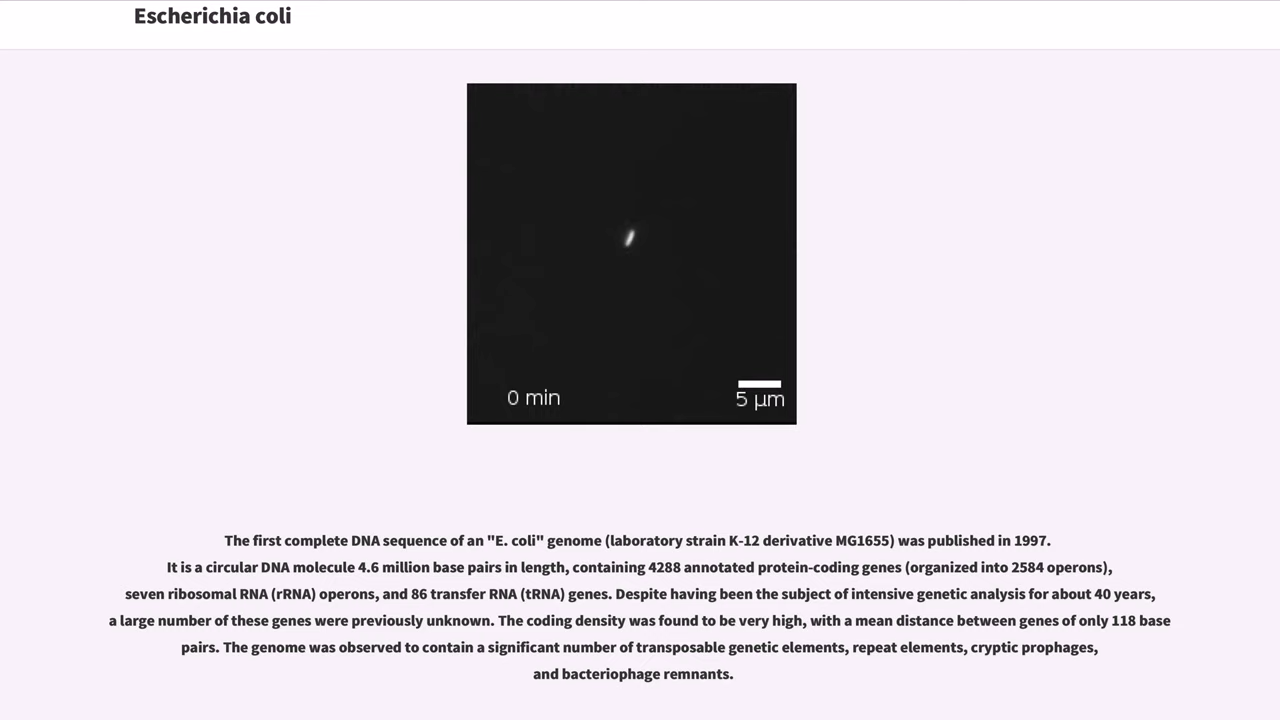 Escherichia coli
0 min
5 µm
The first complete DNA sequence of an "E. coli" genome (laboratory strain K-12 derivative MG1655) was published in 1997.
It is a circular DNA molecule 4.6 million base pairs in length, containing 4288 annotated protein-coding genes (organized into 2584 operons),
seven ribosomal RNA (rRNA) operons, and 86 transfer RNA (tRNA) genes. Despite having been the subject of intensive genetic analysis for about 40 years,
a large number of these genes were previously unknown. The coding density was found to be very high, with a mean distance between genes of only 118 base
pairs. The genome was observed to contain a significant number of transposable genetic elements, repeat elements, cryptic prophages,
and bacteriophage remnants.